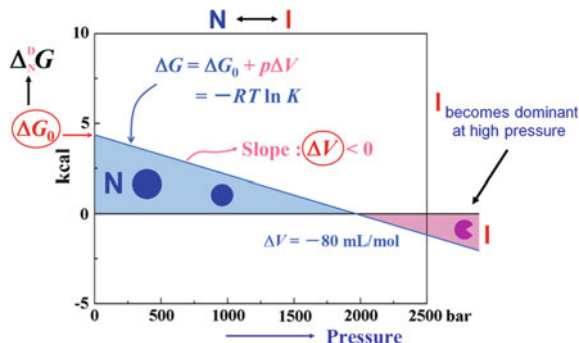 N ⟷ I
10
Δ_N^D G
ΔG = ΔG₀ + pΔV
= −RT ln K
I
becomes dominant
at high pressure
5
ΔG₀
Slope : ΔV < 0
kcal
N
0
ΔV = −80 mL/mol
I
-5
0 500 1000 1500 2000 2500 bar
Pressure